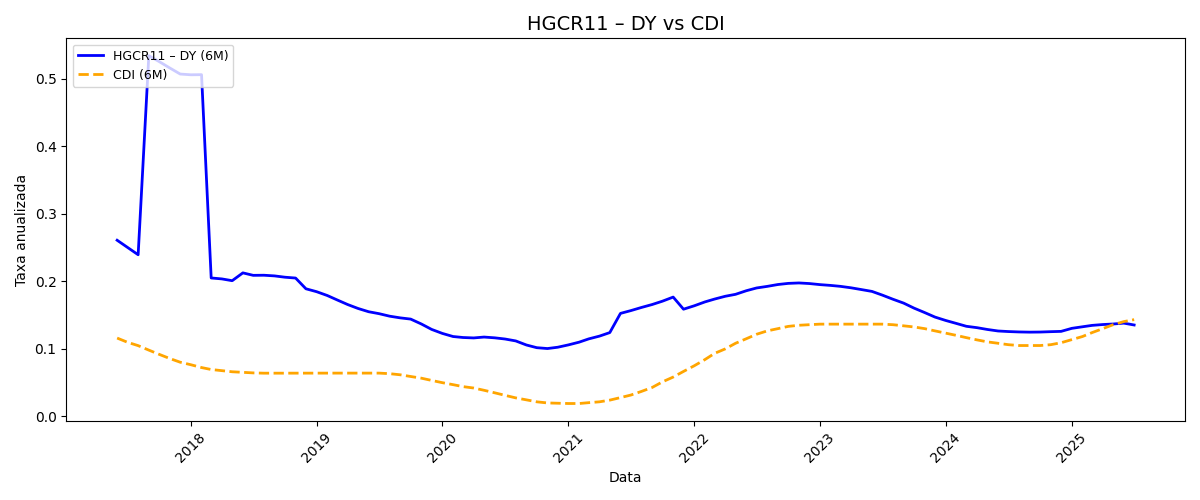 HGCR11 – DY vs CDI
HGCR11 – DY (6M)
CDI (6M)
Taxa anualizada
0.5
0.4
0.3
0.2
0.1
0.0
2018
2019
2020
2021
2022
2023
2024
2025
Data